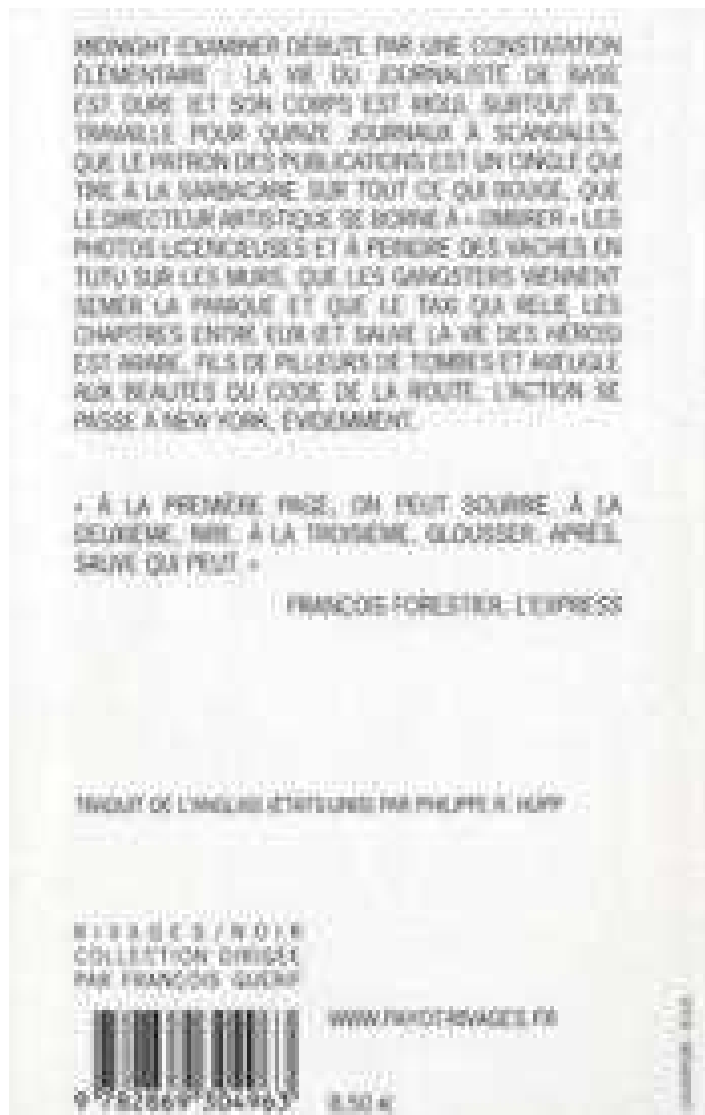 MIDNIGHT EXAMINER DÉBUTE PAR UNE CONSTATATION
ÉLÉMENTAIRE : LA VIE DU JOURNALISTE DE BASE
EST DURE (ET SON CORPS EST MOU), SURTOUT S'IL
TRAVAILLE POUR QUINZE JOURNAUX À SCANDALES,
QUE LE PATRON DES PUBLICATIONS EST UN CINGLÉ QUI
TIRE À LA SARBACANE SUR TOUT CE QUI BOUGE, QUE
LE DIRECTEUR ARTISTIQUE SE BORNE À « OMBRER » LES
PHOTOS LICENCIEUSES ET À PEINDRE DES VACHES EN
TUTU SUR LES MURS, QUE LES GANGSTERS VIENNENT
SEMER LA PANIQUE ET QUE LE TAXI QUI RELIE LES
CHAPITRES ENTRE EUX (ET SAUVE LA VIE DES HÉROS)
EST ARABE, FILS DE PILLEURS DE TOMBES ET AVEUGLE
AUX BEAUTÉS DU CODE DE LA ROUTE. L'ACTION SE
PASSE À NEW YORK, ÉVIDEMMENT.
« À LA PREMIÈRE PAGE, ON PEUT SOURIRE. À LA
DEUXIÈME, RIRE. À LA TROISIÈME, GLOUSSER. APRÈS,
SAUVE QUI PEUT. »
FRANÇOIS FORESTIER, L'EXPRESS
TRADUIT DE L'ANGLAIS (ÉTATS-UNIS) PAR PHILIPPE R. HUPP
RIVAGES/NOIR
COLLECTION DIRIGÉE
PAR FRANÇOIS GUÉRIF
WWW.PAYOT-RIVAGES.FR
9 782869 304963
8,50 €